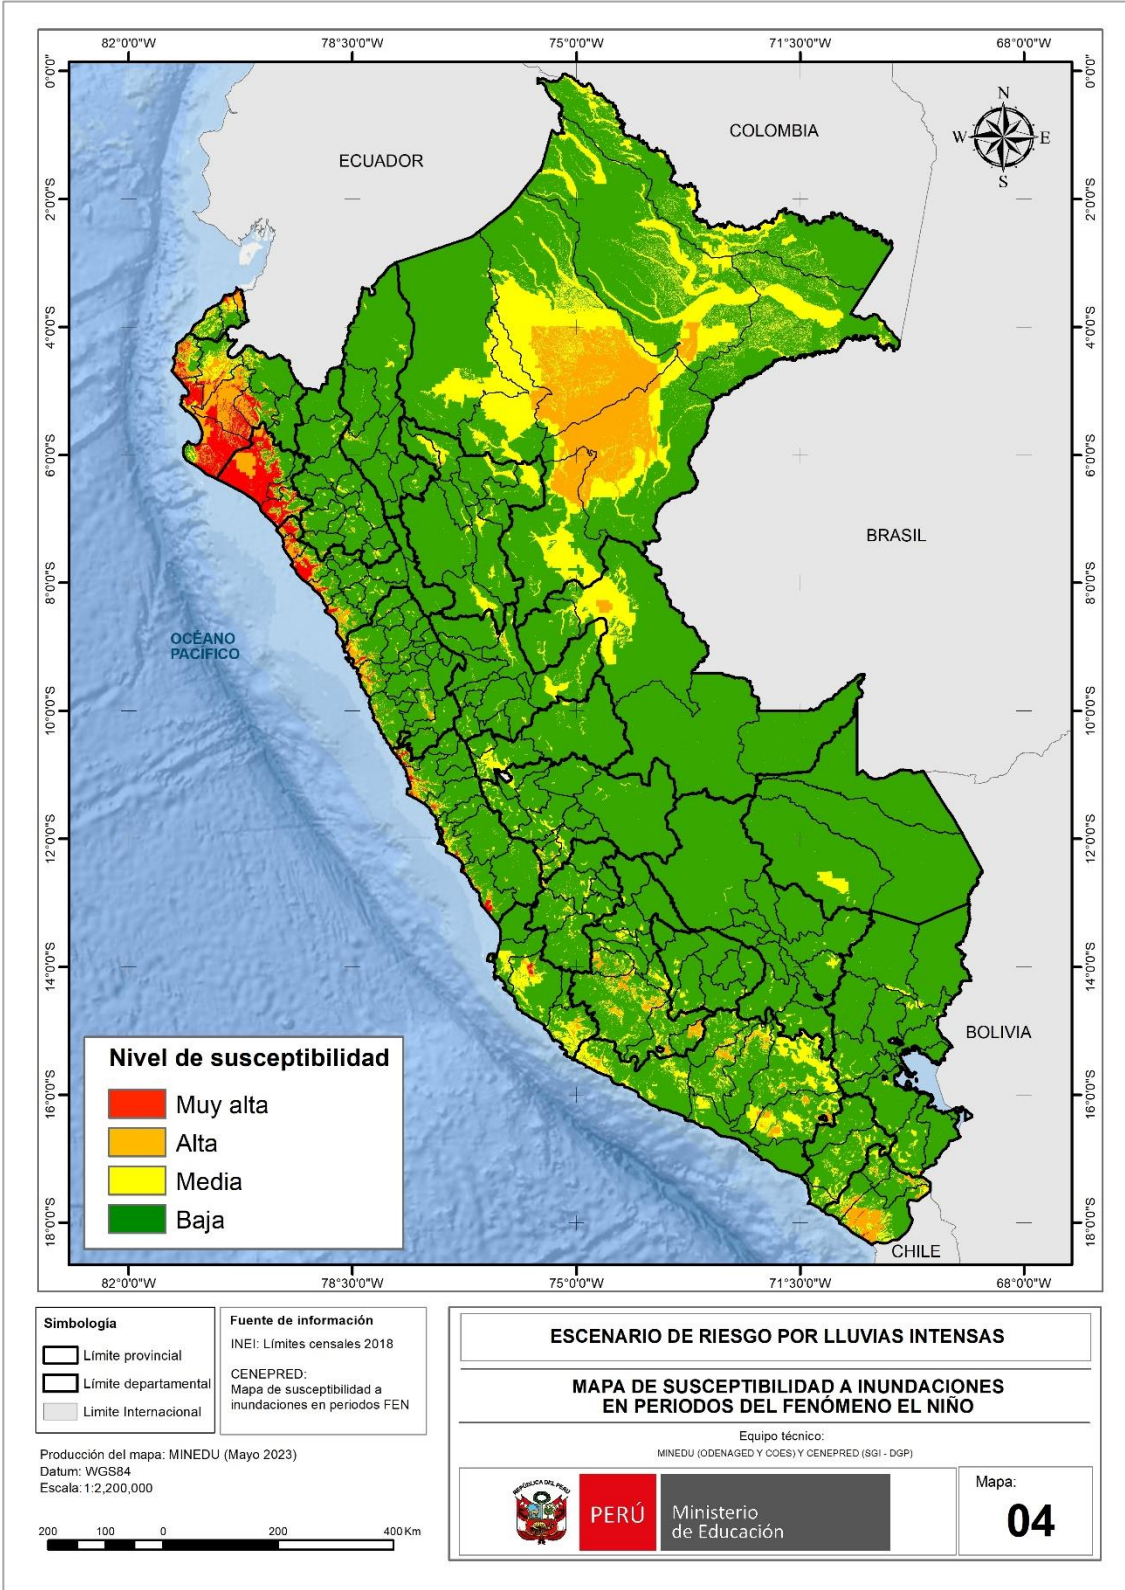 82°0'0"W
78°30'0"W
75°0'0"W
71°30'0"W
68°0'0"W
0°0'0"
2°0'0"S
4°0'0"S
6°0'0"S
8°0'0"S
10°0'0"S
12°0'0"S
14°0'0"S
16°0'0"S
18°0'0"S
0°0'0"
2°0'0"S
4°0'0"S
6°0'0"S
8°0'0"S
10°0'0"S
12°0'0"S
14°0'0"S
16°0'0"S
18°0'0"S
N
W
E
S
COLOMBIA
ECUADOR
BRASIL
OCÉANO
PACÍFICO
BOLIVIA
CHILE
Nivel de susceptibilidad
Muy alta
Alta
Media
Baja
82°0'0"W
78°30'0"W
75°0'0"W
71°30'0"W
68°0'0"W
Simbología
Límite provincial
Límite departamental
Limite Internacional
Fuente de información
INEI: Límites censales 2018
CENEPRED:
Mapa de susceptibilidad a
inundaciones en periodos FEN
Producción del mapa: MINEDU (Mayo 2023)
Datum: WGS84
Escala: 1:2,200,000
200 100 0 200 400 Km
ESCENARIO DE RIESGO POR LLUVIAS INTENSAS
MAPA DE SUSCEPTIBILIDAD A INUNDACIONES
EN PERIODOS DEL FENÓMENO EL NIÑO
Equipo técnico:
MINEDU (ODENAGED Y COES) Y CENEPRED (SGI - DGP)
REPÚBLICA DEL PERÚ
PERÚ
Ministerio
de Educación
Mapa:
04